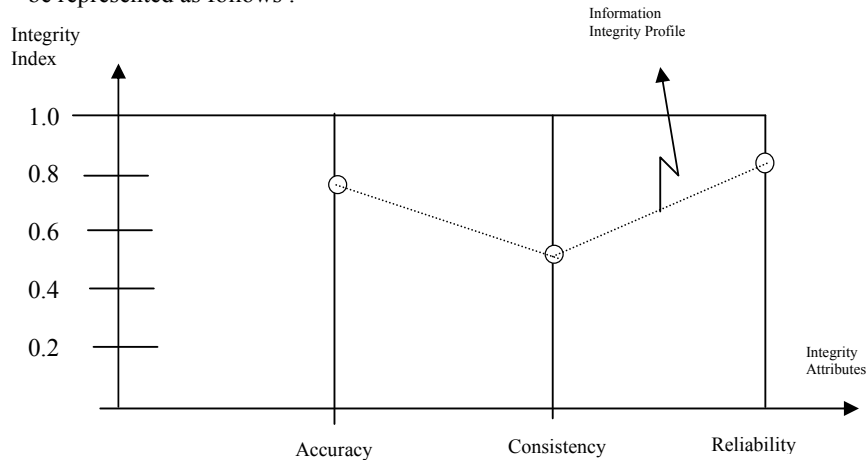 be represented as follows :
Information
Integrity Profile
Integrity
Index
1.0
0.8
0.6
0.4
0.2
Integrity
Attributes
Accuracy
Consistency
Reliability